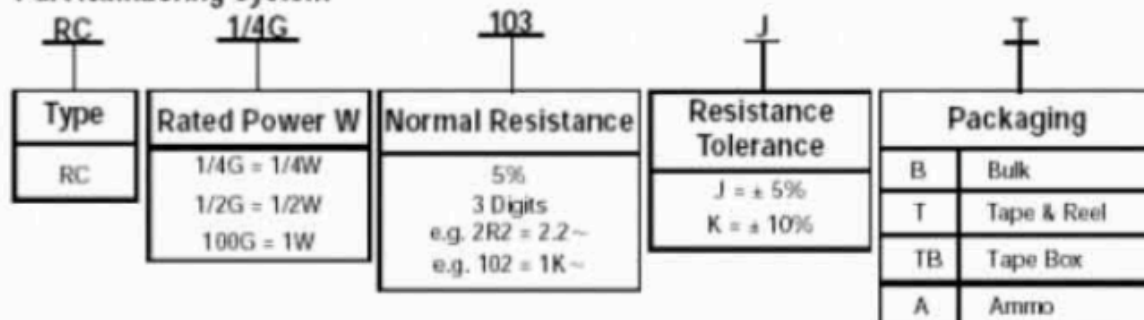 RC 1/4G 103 J T
Type
RC
Rated Power W
1/4G = 1/4W
1/2G = 1/2W
100G = 1W
Normal Resistance
5%
3 Digits
e.g. 2R2 = 2.2~
e.g. 102 = 1K~
Resistance
Tolerance
J = ± 5%
K = ± 10%
Packaging
B Bulk
T Tape & Reel
TB Tape Box
A Ammo